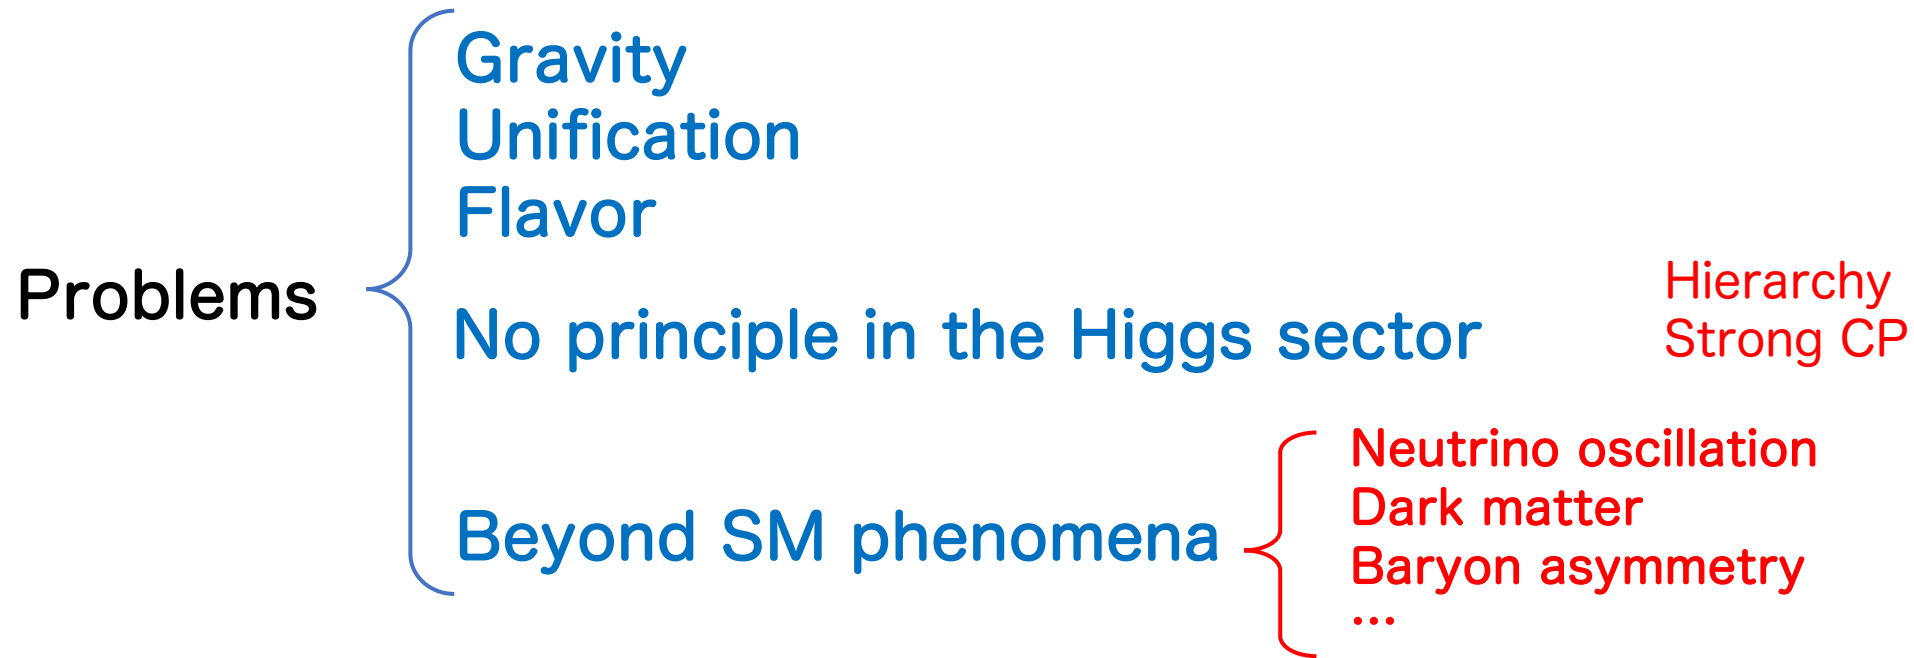 Gravity
Unification
Flavor
Problems
Hierarchy
No principle in the Higgs sector
Strong CP
Neutrino oscillation
Dark matter
Beyond SM phenomena
Baryon asymmetry
...